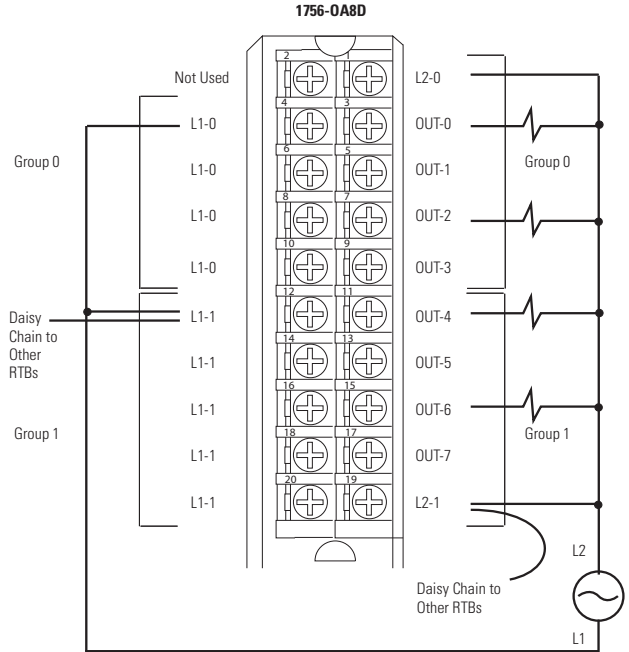 1756-OA8D
2 1
Not Used L2-0
4 3
L1-0 OUT-0
Group 0 Group 0
6 5
L1-0 OUT-1
8 7
L1-0 OUT-2
10 9
L1-0 OUT-3
12 11
Daisy
Chain to
Other
RTBs
L1-1 OUT-4
14 13
L1-1 OUT-5
16 15
L1-1 OUT-6
Group 1 Group 1
18 17
L1-1 OUT-7
20 19
L1-1 L2-1
L2
Daisy Chain to
Other RTBs
L1